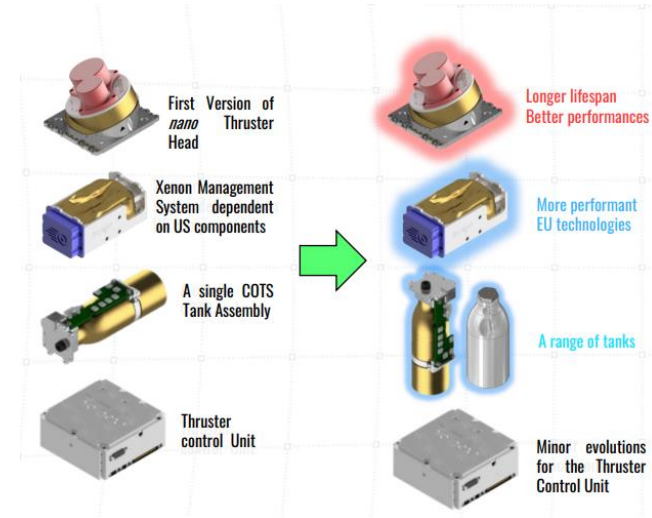 First Version of
nano Thruster
Head
Longer lifespan
Better performances
Xenon Management
System dependent
on US components
More performant
EU technologies
A single COTS
Tank Assembly
A range of tanks
Thruster
control Unit
Minor evolutions
for the Thruster
Control Unit